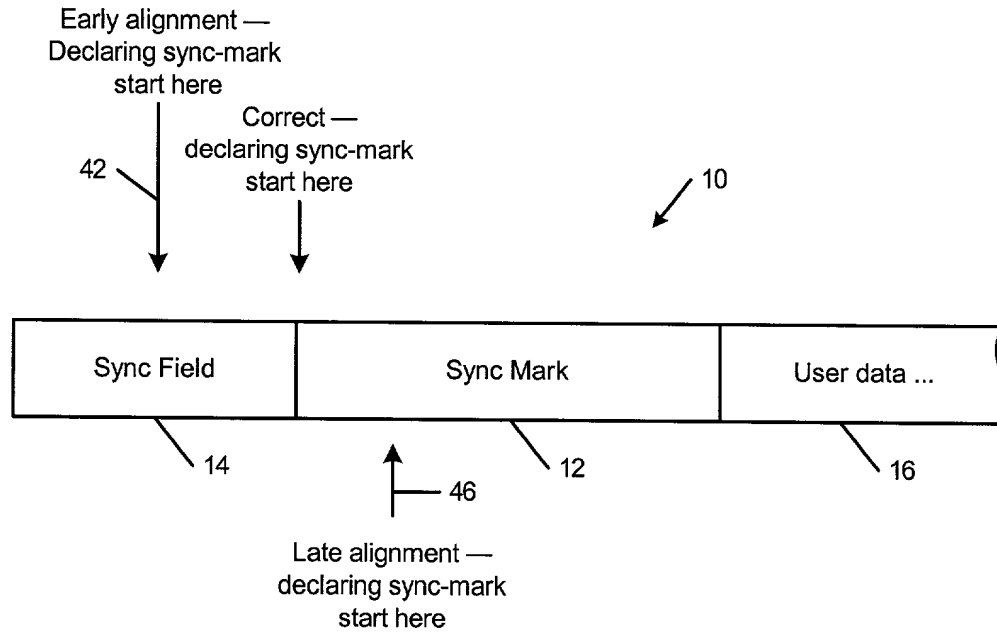 Early alignment —
Declaring sync-mark
start here
Correct —
declaring sync-mark
start here
42
10
Sync Field
Sync Mark
User data ...
14
12
16
46
Late alignment —
declaring sync-mark
start here